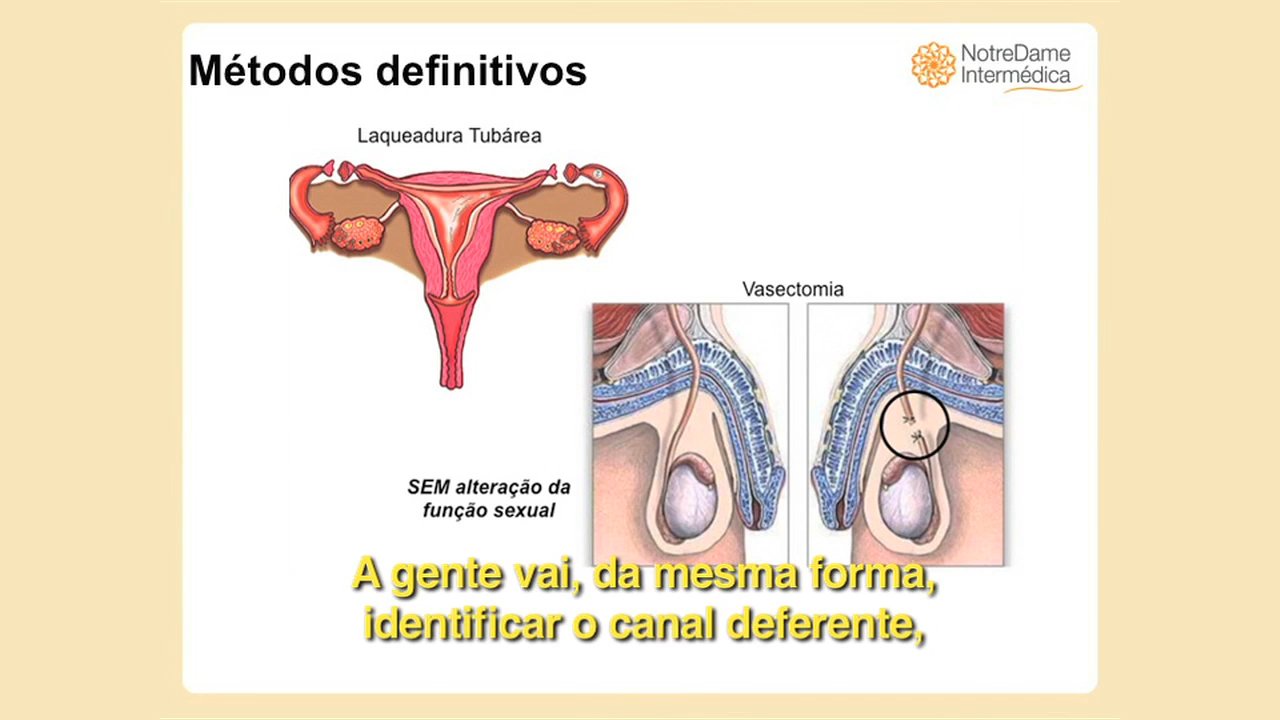 Métodos definitivos
NotreDame
Intermédica
Laqueadura Tubárea
Vasectomia
SEM alteração da
função sexual
A gente vai, da mesma forma,
identificar o canal deferente,